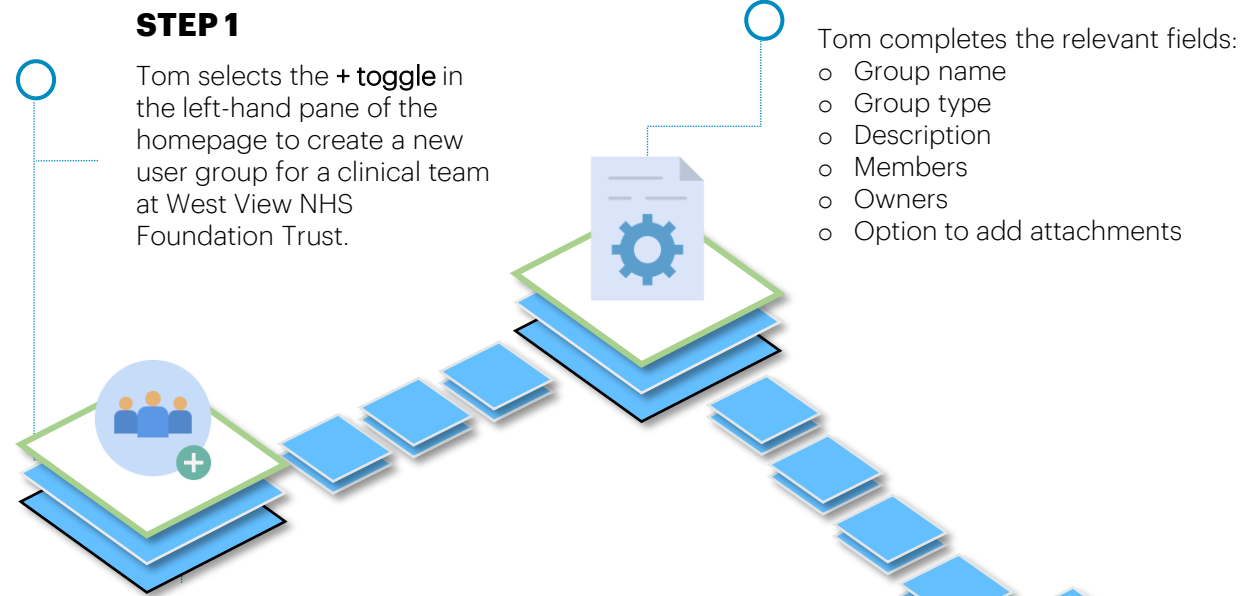 STEP 1
Tom selects the + toggle in
the left-hand pane of the
homepage to create a new
user group for a clinical team
at West View NHS
Foundation Trust.
Tom completes the relevant fields:
o Group name
o Group type
o Description
o Members
o Owners
o Option to add attachments